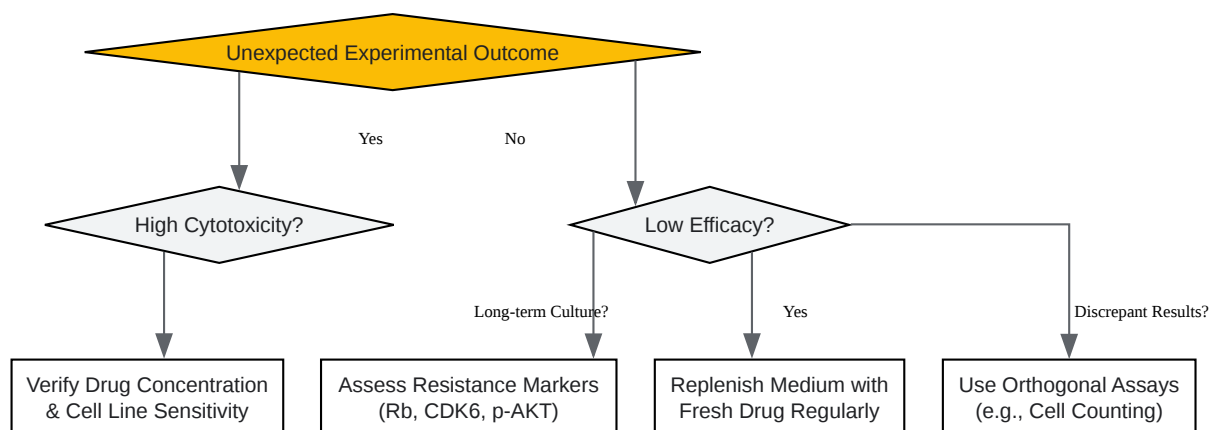 Unexpected Experimental Outcome
Yes
No
High Cytotoxicity?
Low Efficacy?
Long-term Culture?
Yes
Discrepant Results?
Verify Drug Concentration
& Cell Line Sensitivity
Assess Resistance Markers
(Rb, CDK6, p-AKT)
Replenish Medium with
Fresh Drug Regularly
Use Orthogonal Assays
(e.g., Cell Counting)